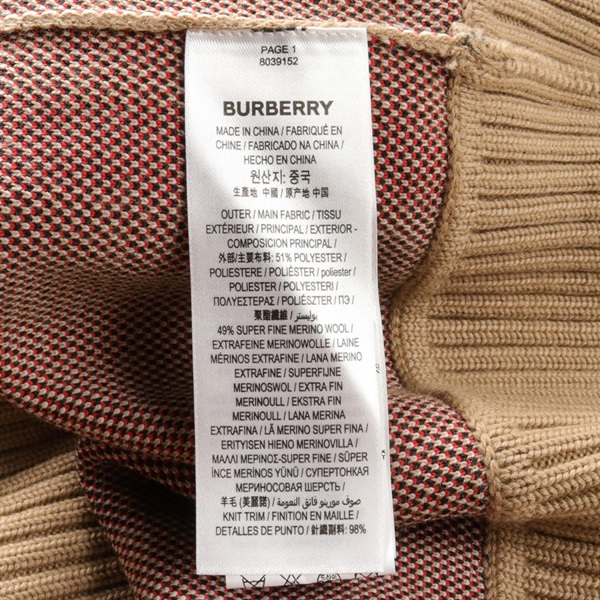 PAGE 1
8039152
BURBERRY
MADE IN CHINA / FABRIQUÉ EN
CHINE / FABRICADO NA CHINA /
HECHO EN CHINA
원산지: 중국
生產地 中國 / 原产地 中国
OUTER / MAIN FABRIC / TISSU
EXTÉRIEUR / PRINCIPAL / EXTERIOR -
COMPOSICION PRINCIPAL /
外部/主要布料: 51% POLYESTER /
POLIESTERE / POLIÉSTER / poliester /
POLIESTER / POLYESTERI /
ΠΟΛΥΕΣΤΕΡΑΣ / POLIÉSZTER / ПЭ /
聚酯纖維 / بوليستر/
49% SUPER FINE MERINO WOOL /
EXTRAFEINE MERINOWOLLE / LAINE
MÉRINOS EXTRAFINE / LANA MERINO
EXTRAFINE / SUPERFIJNE
MERINOSWOL / EKSTRA FIN
MERINOULL / EXTRA FIN
MERINOULL / LANA MERINA
EXTRAFINA / LÃ MERINO SUPER FINA /
ERITYISEN HIENO MERINOVILLA /
ΜΑΛΛΙ ΜΕΡΙΝΟΣ SUPER-FINE / SÜPER
İNCE MERİNOS YÜNÜ / СУПЕРТОНКАЯ
МЕРИНОСОВАЯ ШЕРСТЬ /
羊毛 (美麗諾) / صوف مورينو فائق النعومة /
KNIT TRIM / FINITION EN MAILLE /
DETALLES DE PUNTO / 針織副料: 98%